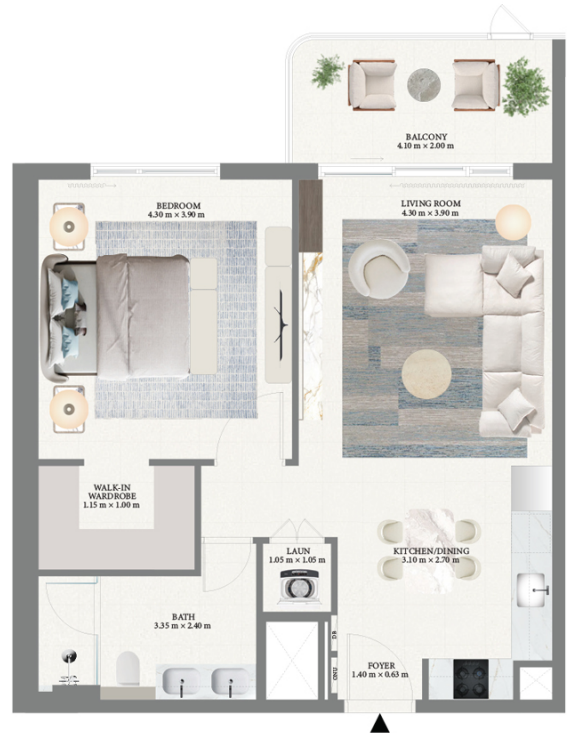 BALCONY
4.10 m × 2.00 m
BEDROOM
4.30 m × 3.90 m
LIVING ROOM
4.30 m × 3.90 m
WALK-IN
WARDROBE
1.15 m × 1.00 m
LAUN
1.05 m × 1.05 m
KITCHEN/DINING
3.10 m × 2.70 m
BATH
3.35 m × 2.40 m
DB
ONU
FOYER
1.40 m × 0.63 m